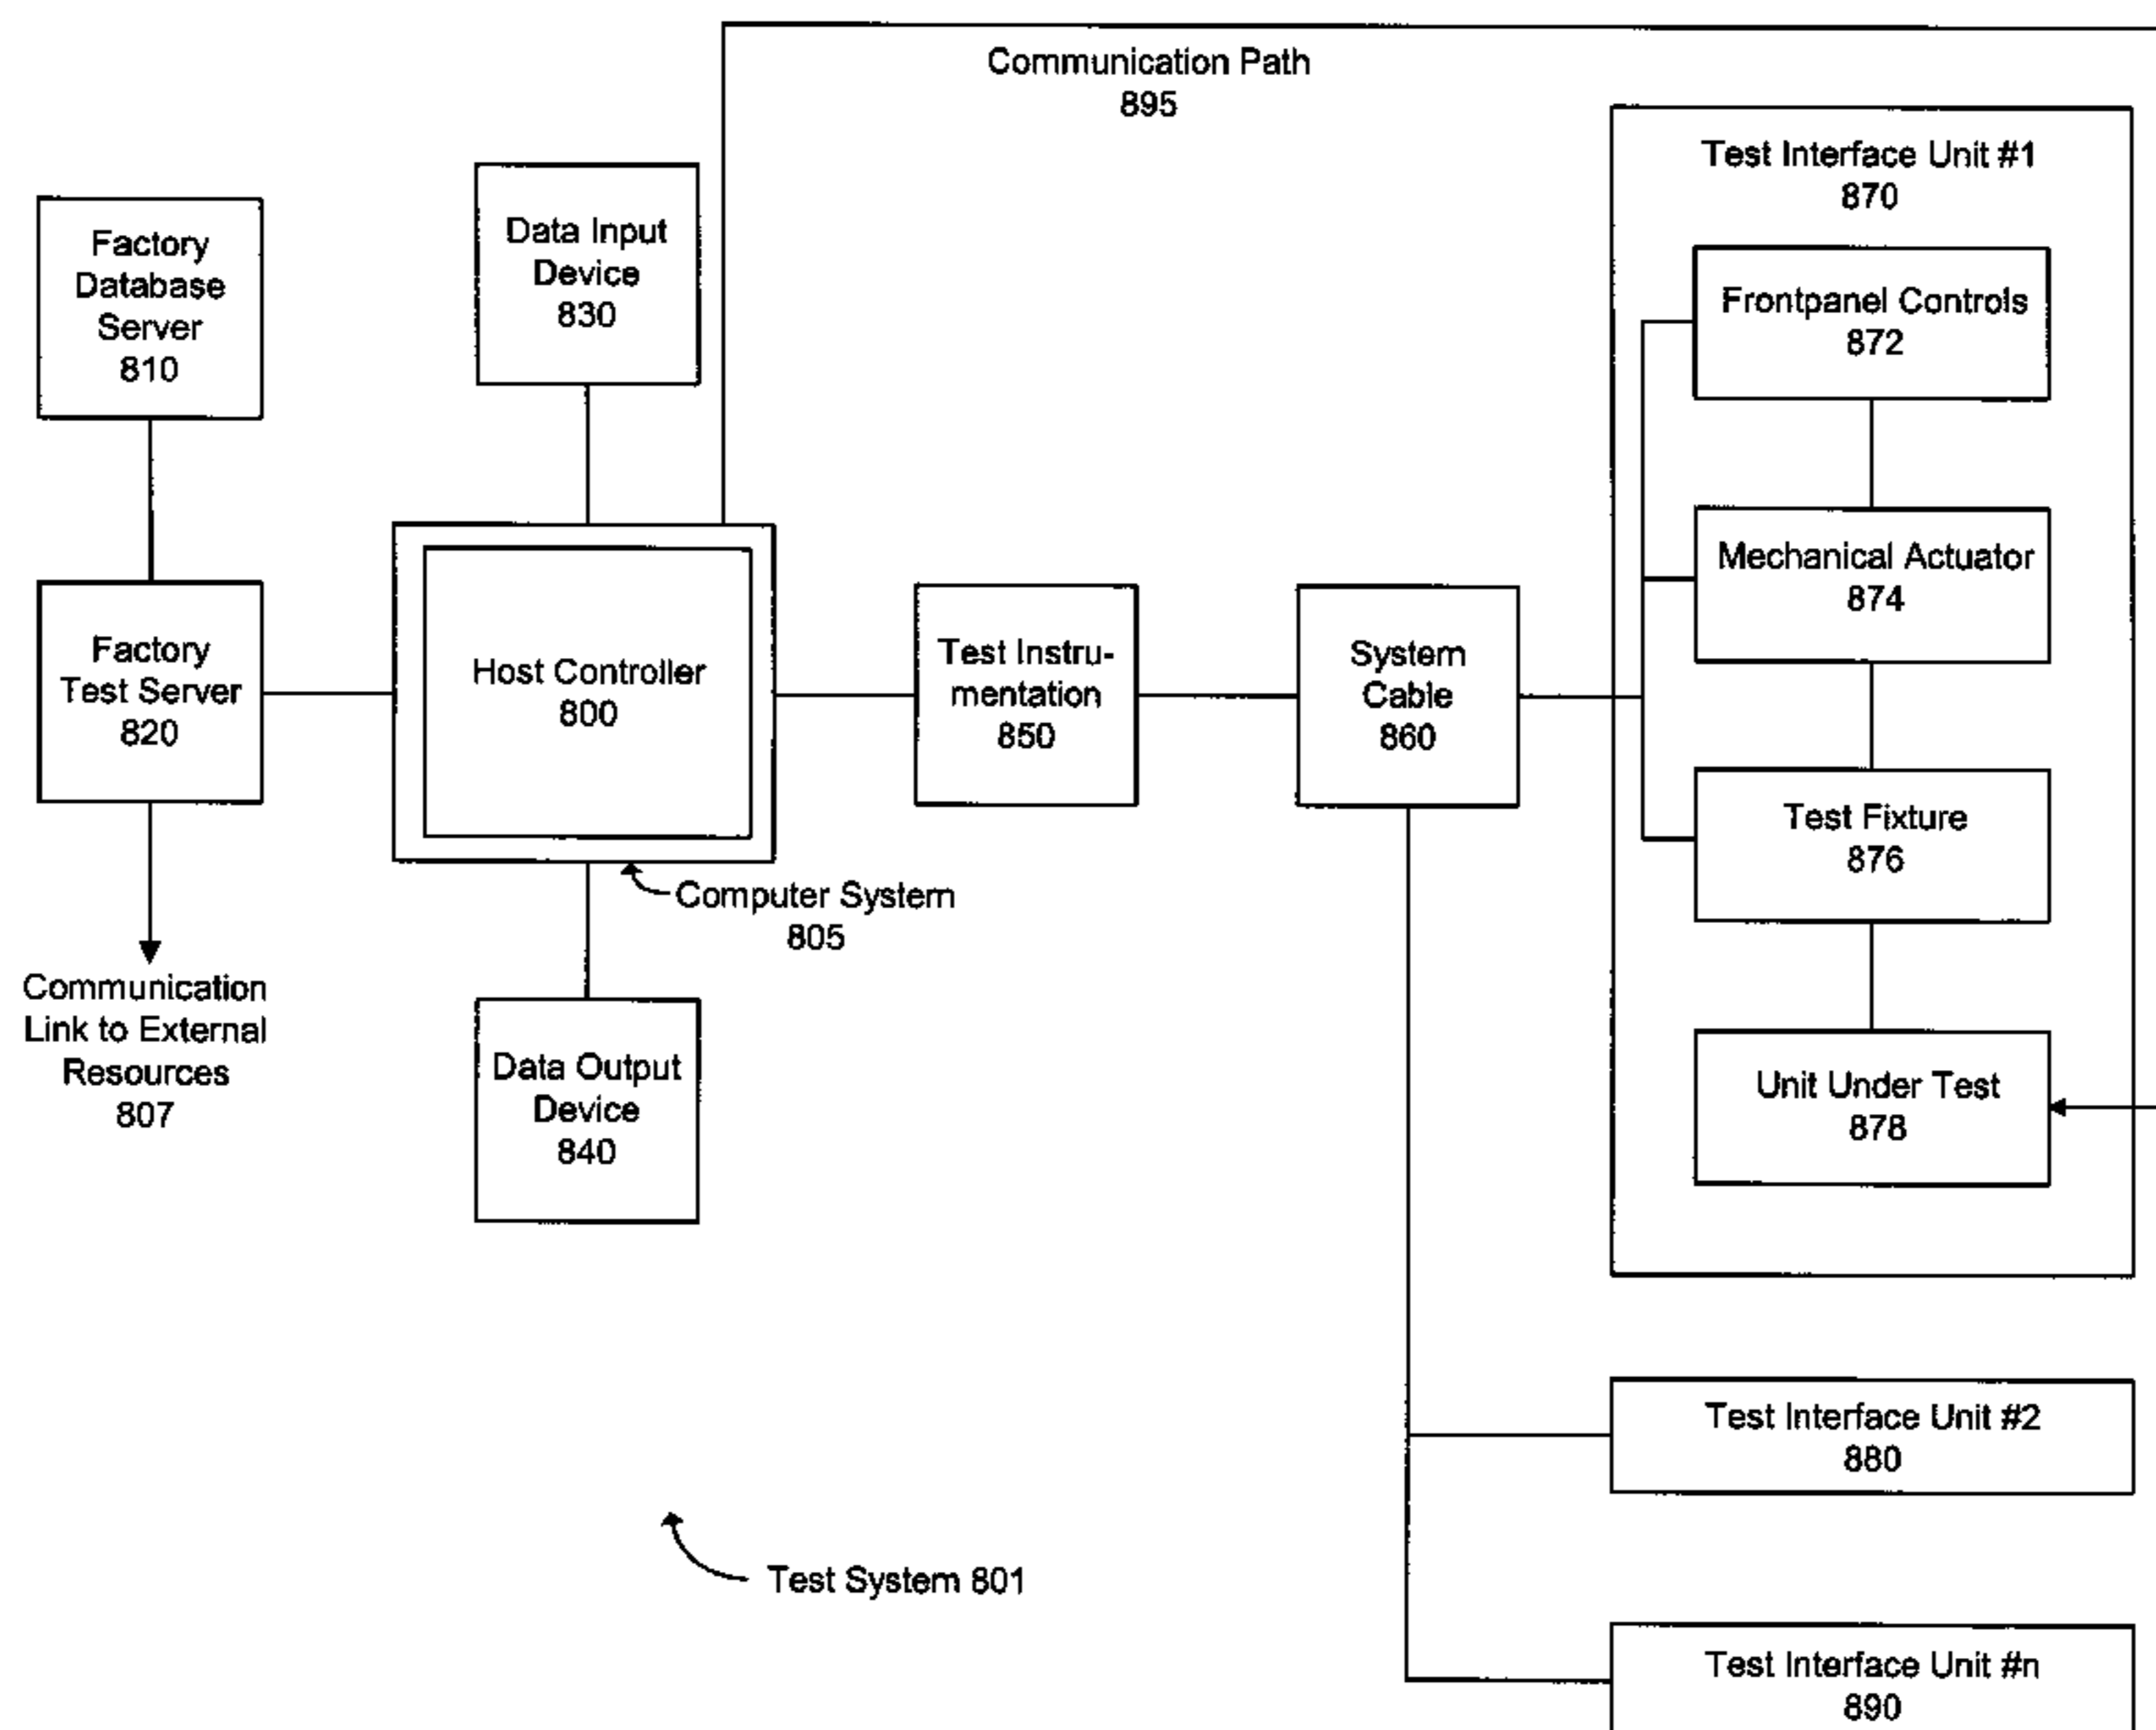 Communication Path
895
Test Interface Unit #1
870
Factory
Database
Server
810
Data Input
Device
830
Frontpanel Controls
872
Mechanical Actuator
874
Factory
Test Server
820
Host Controller
800
Test Instru-
mentation
850
System
Cable
860
Test Fixture
876
Computer System
805
Communication
Link to External
Resources
807
Data Output
Device
840
Unit Under Test
878
Test Interface Unit #2
880
Test System 801
Test Interface Unit #n
890